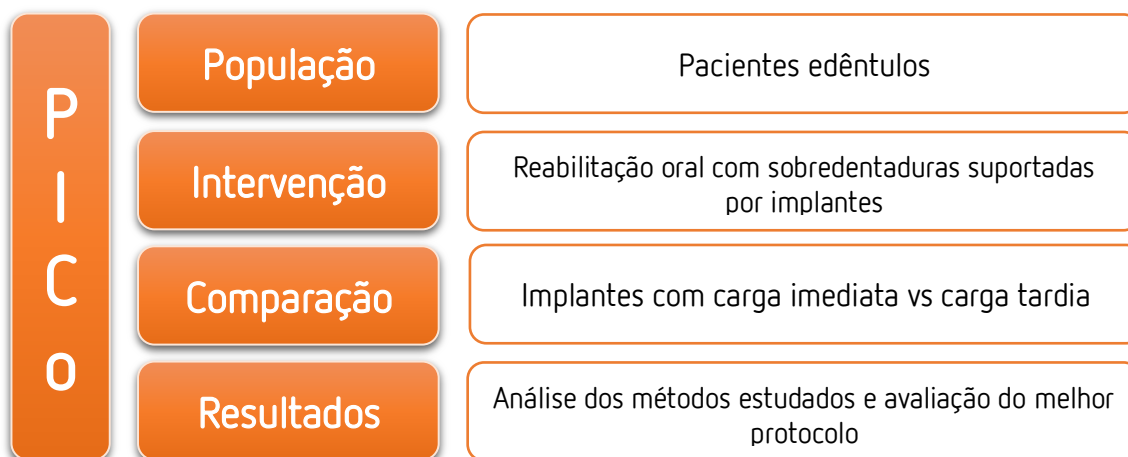 P
I
C
o
População
Pacientes edêntulos
Intervenção
Reabilitação oral com sobredentaduras suportadas
por implantes
Comparação
Implantes com carga imediata vs carga tardia
Resultados
Análise dos métodos estudados e avaliação do melhor
protocolo